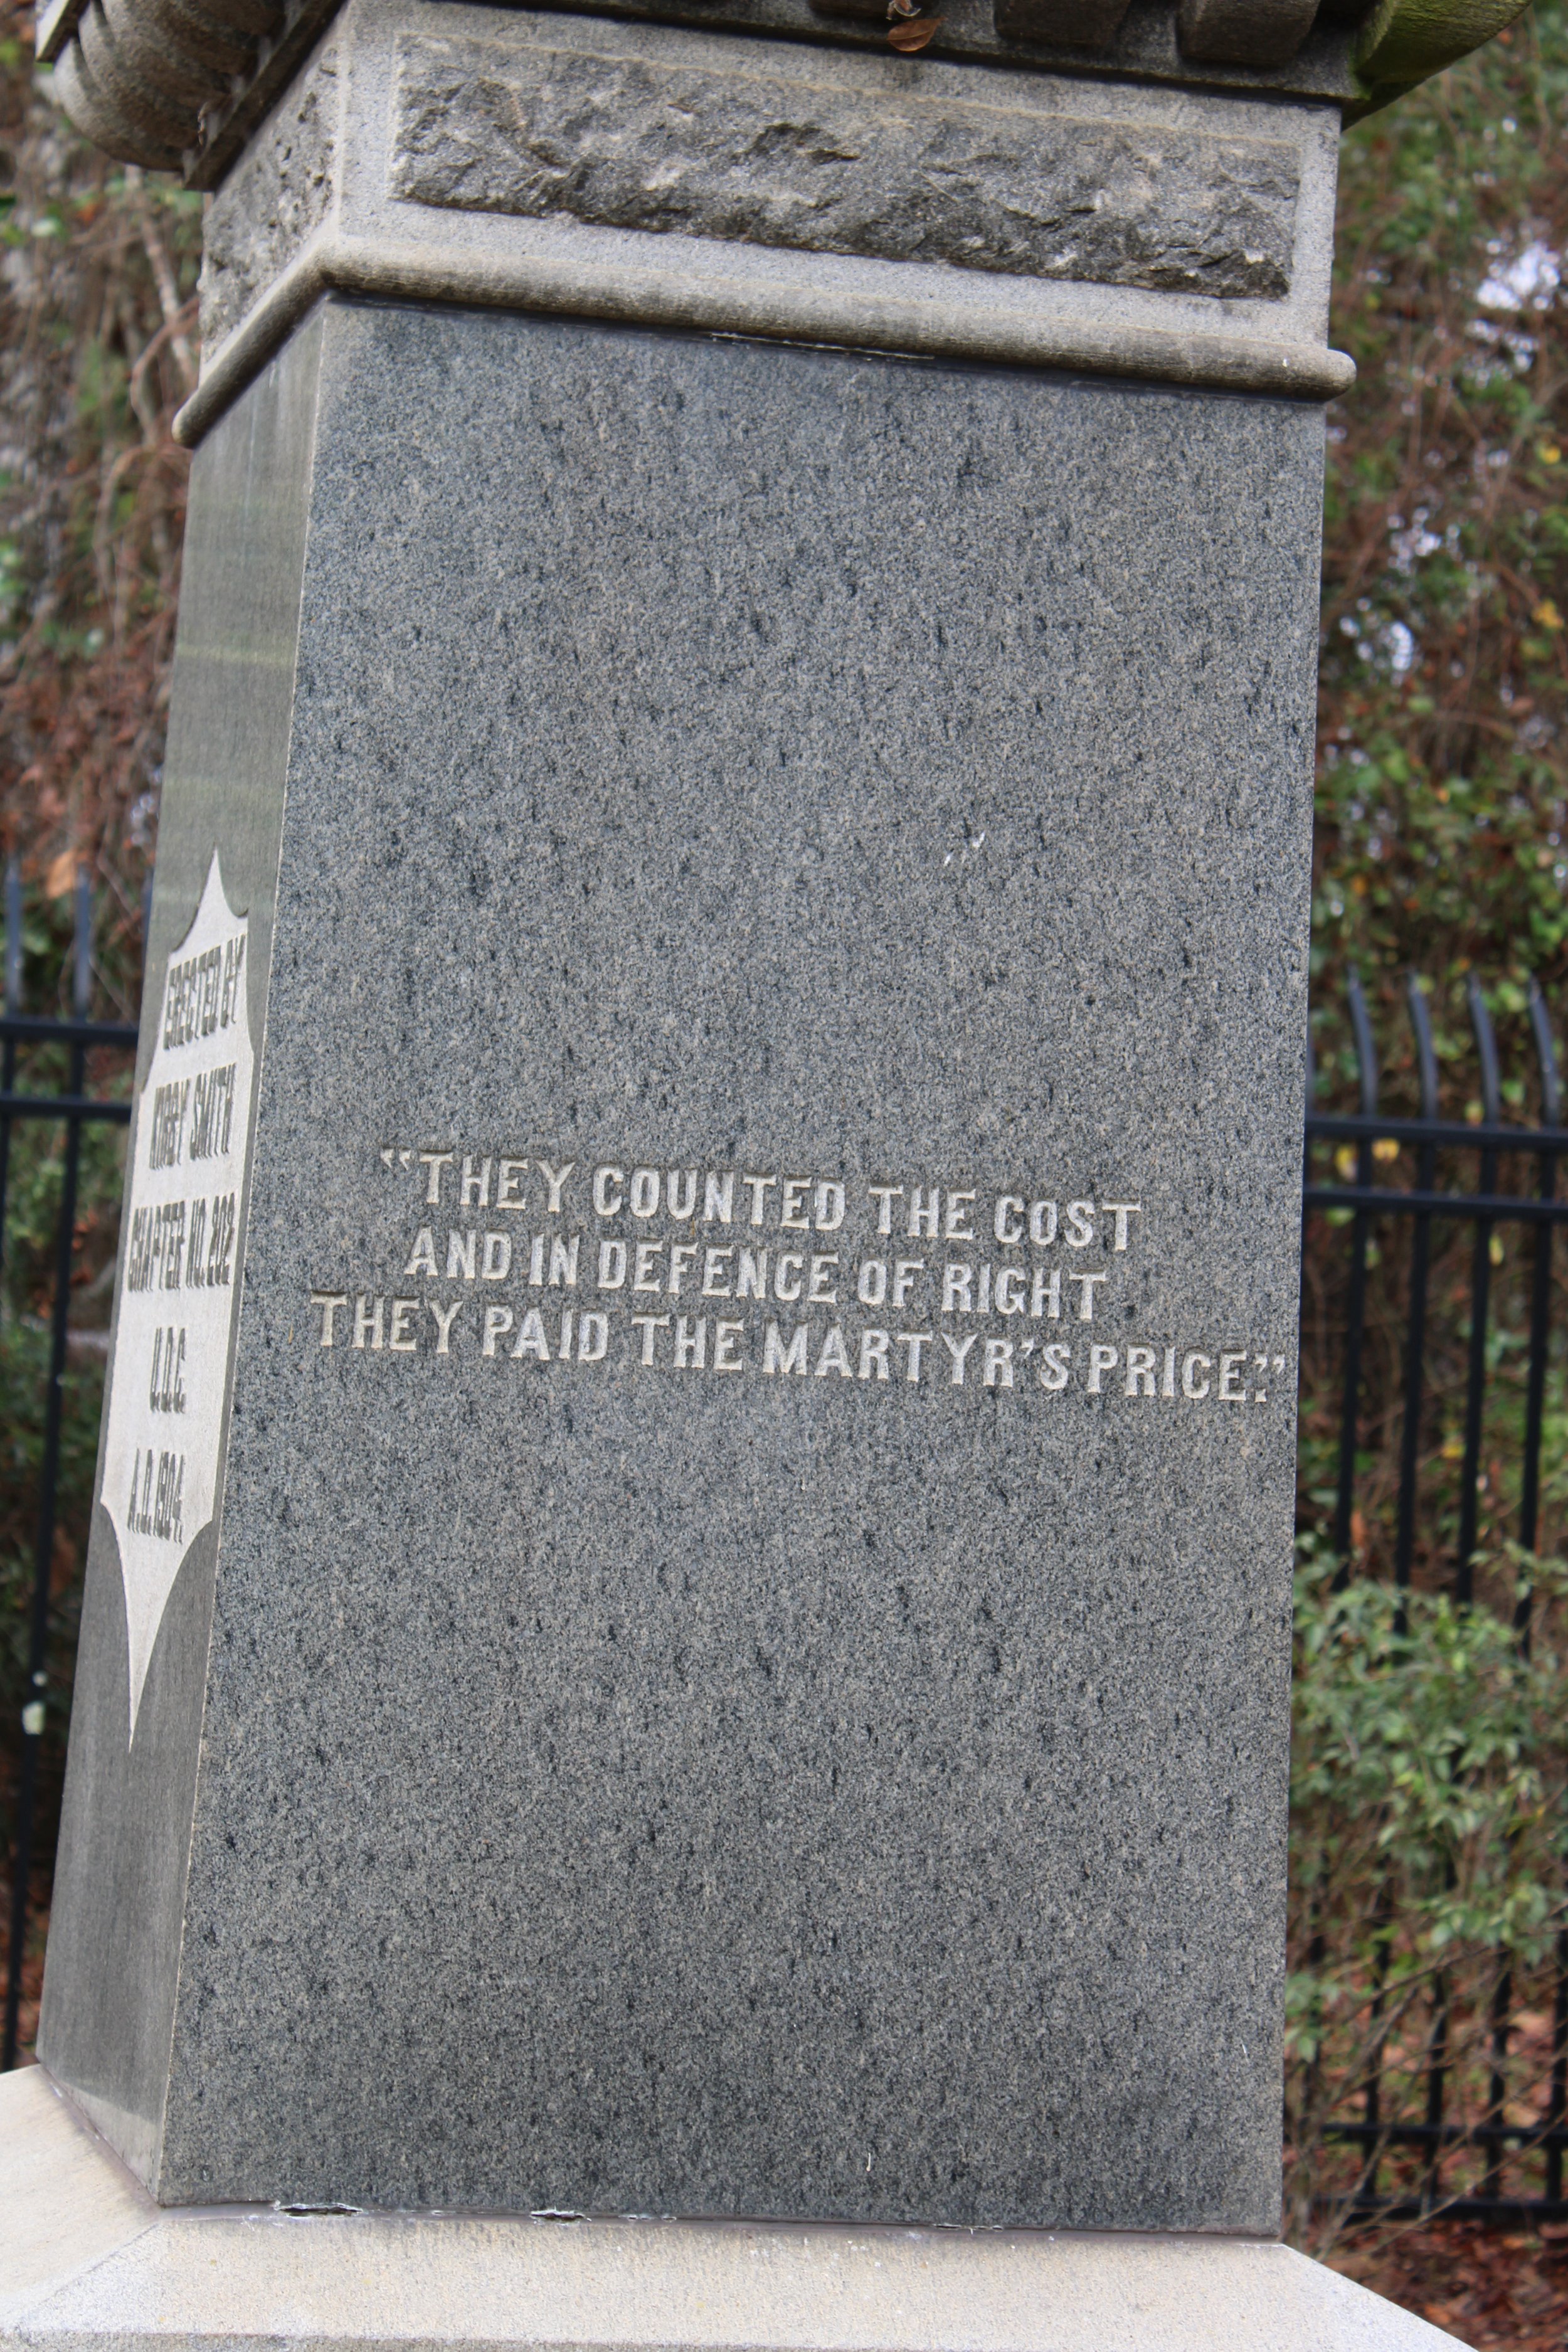 ERECTED BY
KIRBY SMITH
CHAPTER NO. 202
U.D.C.
A.D. 1904.
“THEY COUNTED THE COST
AND IN DEFENCE OF RIGHT
THEY PAID THE MARTYR’S PRICE.”